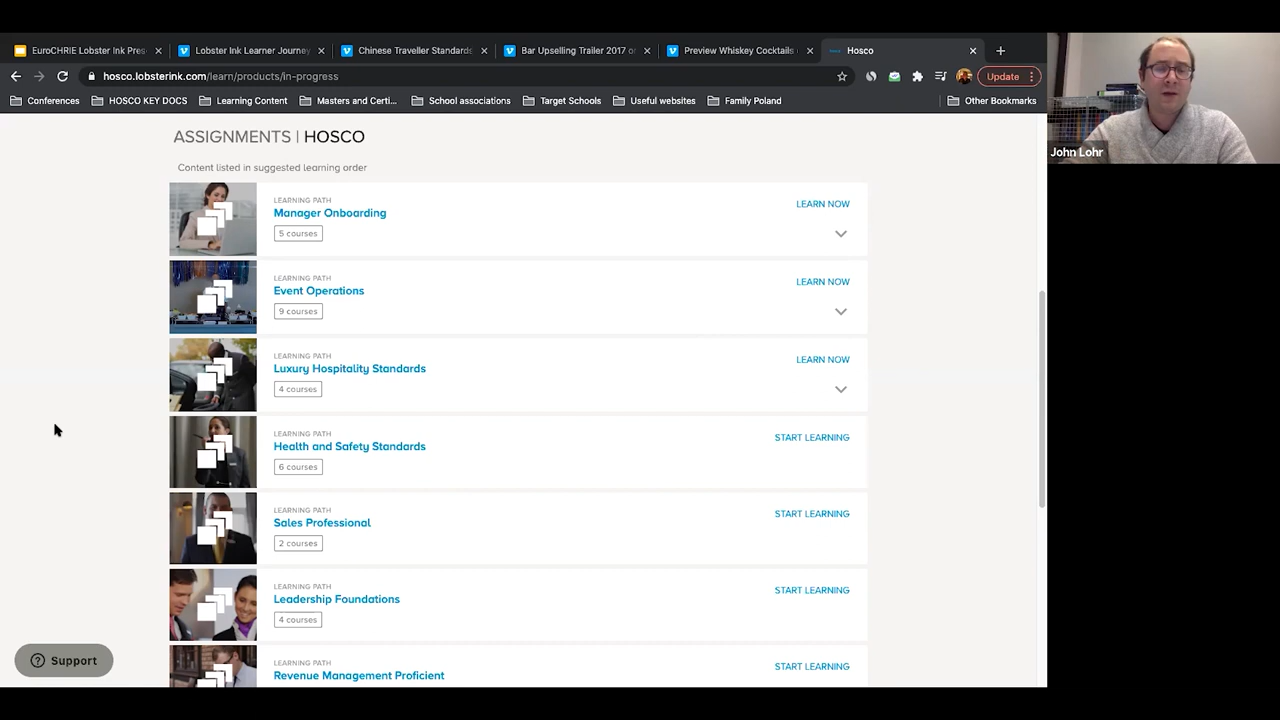 EuroCHRIE Lobster Ink Pres
Lobster Ink Learner Journey
Chinese Traveller Standards
Bar Upselling Trailer 2017 o
Preview Whiskey Cocktails
Hosco
hosco.lobsterink.com/learn/products/in-progress
Update
Conferences
HOSCO KEY DOCS
Learning Content
Masters and Certi...
School associations
Target Schools
Useful websites
Family Poland
Other Bookmarks
John Lohr
ASSIGNMENTS | HOSCO
Content listed in suggested learning order
LEARNING PATH
Manager Onboarding
5 courses
LEARN NOW
LEARNING PATH
Event Operations
9 courses
LEARN NOW
LEARNING PATH
Luxury Hospitality Standards
4 courses
LEARN NOW
LEARNING PATH
Health and Safety Standards
6 courses
START LEARNING
LEARNING PATH
Sales Professional
2 courses
START LEARNING
LEARNING PATH
Leadership Foundations
4 courses
START LEARNING
LEARNING PATH
Revenue Management Proficient
START LEARNING
Support